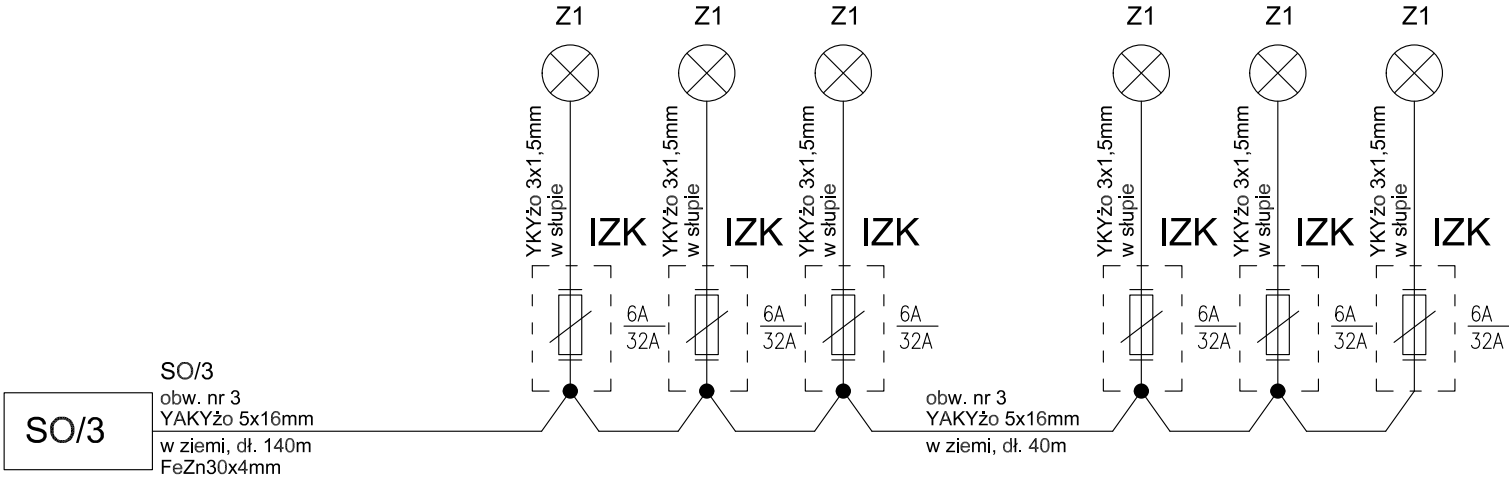 Z1
Z1
Z1
Z1
Z1
Z1
YKYżo 3x1,5mm
w słupie
YKYżo 3x1,5mm
w słupie
YKYżo 3x1,5mm
w słupie
YKYżo 3x1,5mm
w słupie
YKYżo 3x1,5mm
w słupie
YKYżo 3x1,5mm
w słupie
IZK
IZK
IZK
IZK
IZK
IZK
6A
32A
6A
32A
6A
32A
6A
32A
6A
32A
6A
32A
SO/3
SO/3
obw. nr 3
YAKYżo 5x16mm
w ziemi, dł. 140m
FeZn30x4mm
obw. nr 3
YAKYżo 5x16mm
w ziemi, dł. 40m